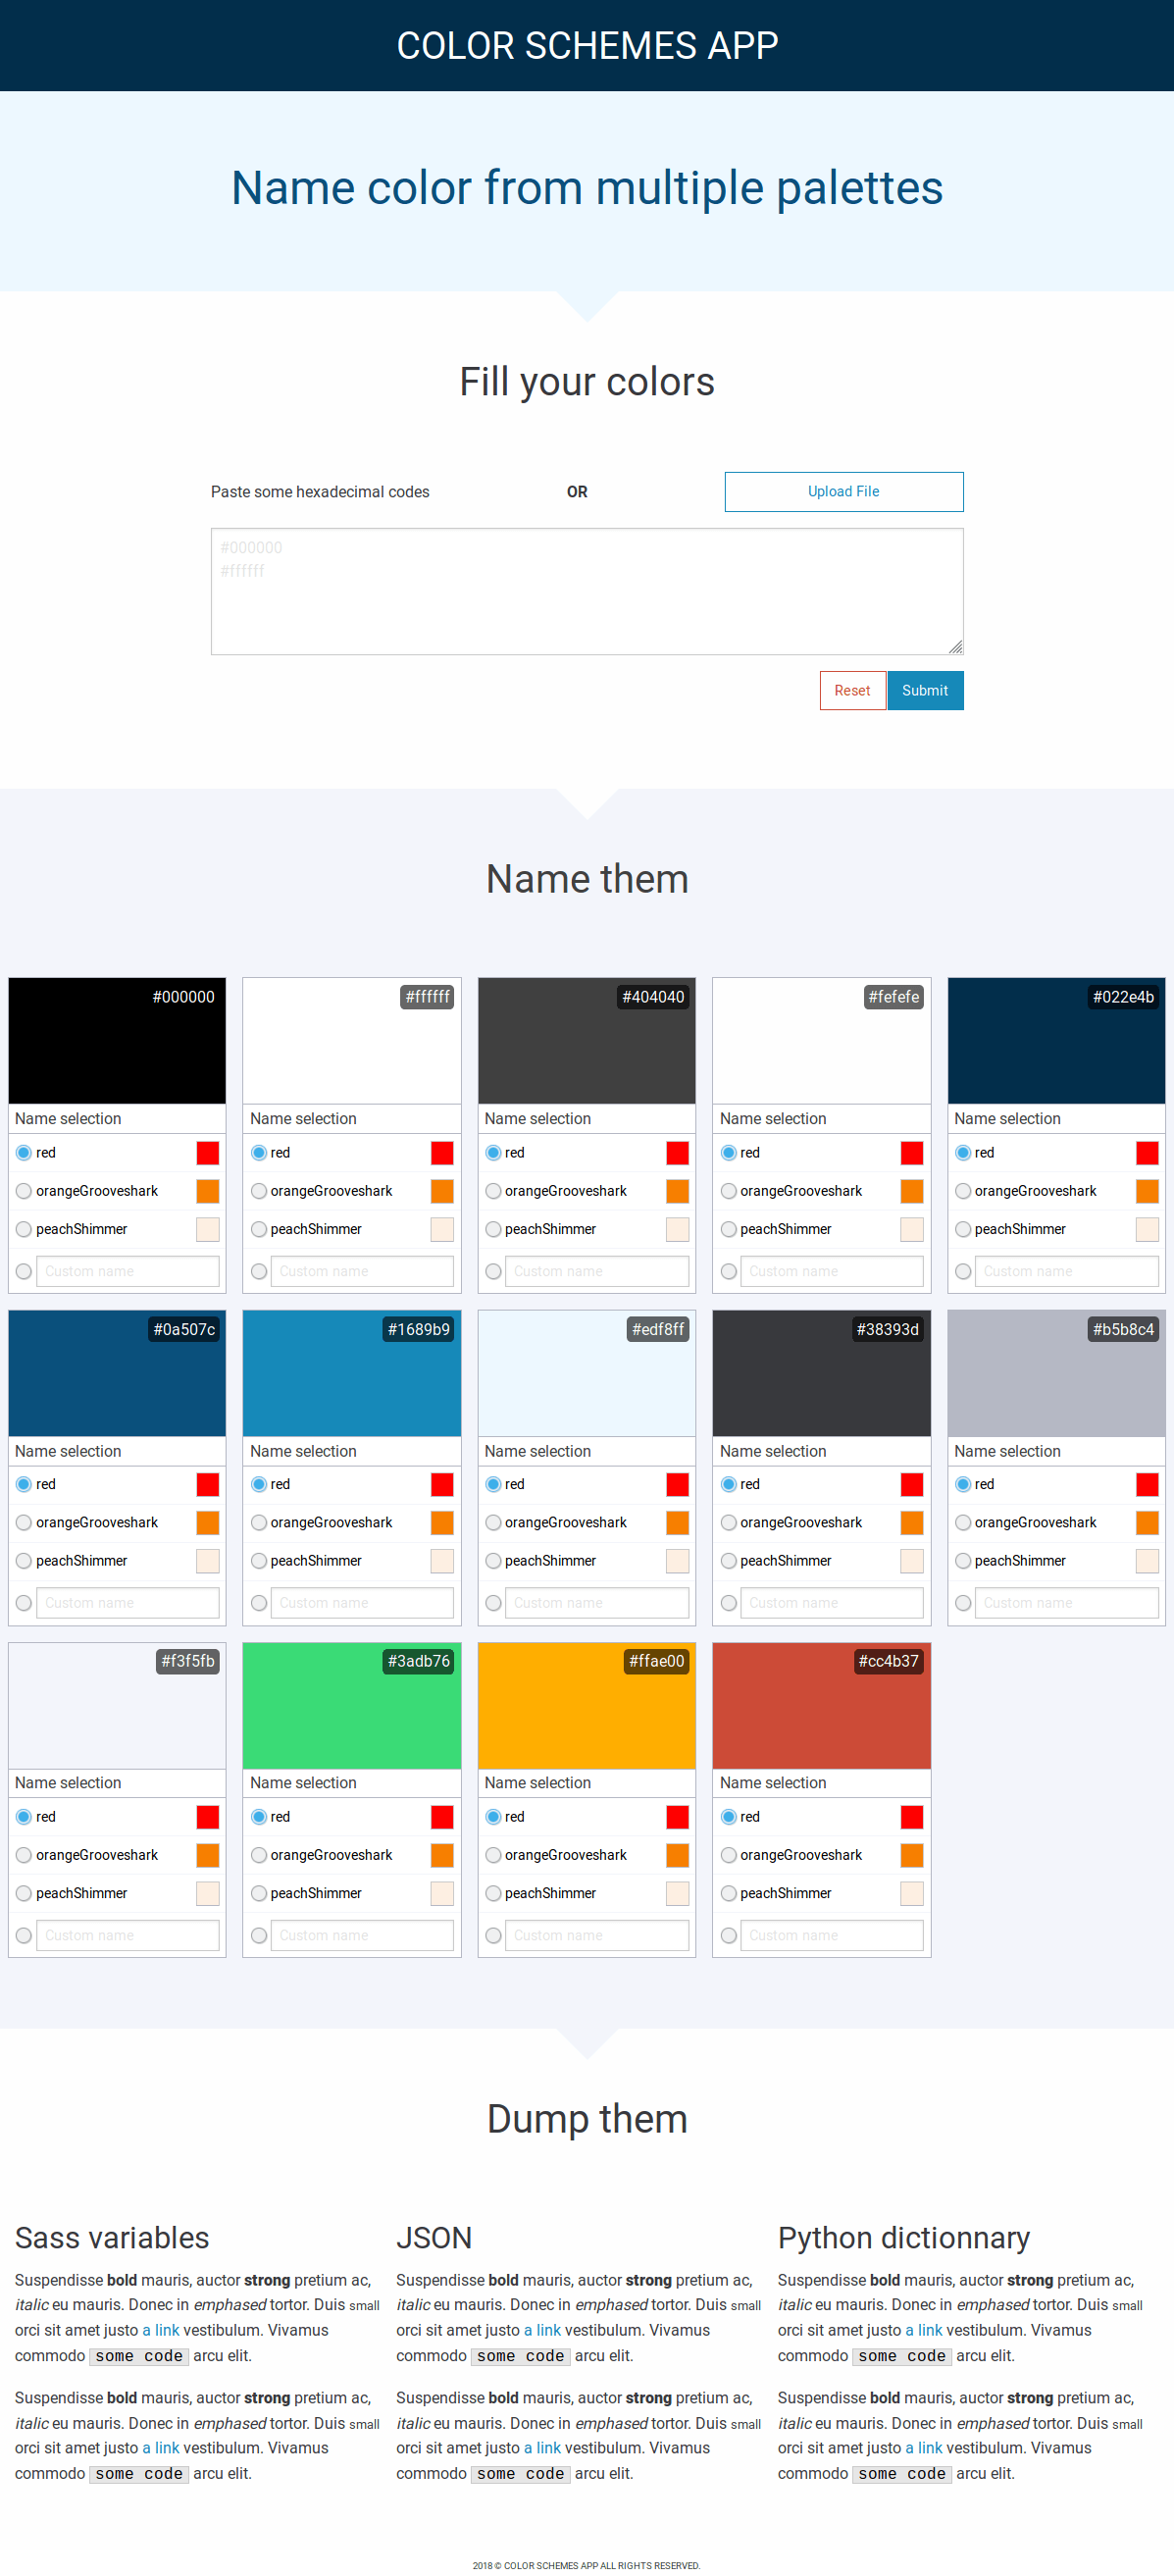 COLOR SCHEMES APP
Name color from multiple palettes
Fill your colors
Paste some hexadecimal codes
OR
Upload File
#000000
#ffffff
Reset
Submit
Name them
#000000
Name selection
red
orangeGrooveshark
peachShimmer
Custom name
#ffffff
Name selection
red
orangeGrooveshark
peachShimmer
Custom name
#404040
Name selection
red
orangeGrooveshark
peachShimmer
Custom name
#fefefe
Name selection
red
orangeGrooveshark
peachShimmer
Custom name
#022e4b
Name selection
red
orangeGrooveshark
peachShimmer
Custom name
#0a507c
Name selection
red
orangeGrooveshark
peachShimmer
Custom name
#1689b9
Name selection
red
orangeGrooveshark
peachShimmer
Custom name
#edf8ff
Name selection
red
orangeGrooveshark
peachShimmer
Custom name
#38393d
Name selection
red
orangeGrooveshark
peachShimmer
Custom name
#b5b8c4
Name selection
red
orangeGrooveshark
peachShimmer
Custom name
#f3f5fb
Name selection
red
orangeGrooveshark
peachShimmer
Custom name
#3adb76
Name selection
red
orangeGrooveshark
peachShimmer
Custom name
#ffae00
Name selection
red
orangeGrooveshark
peachShimmer
Custom name
#cc4b37
Name selection
red
orangeGrooveshark
peachShimmer
Custom name
Dump them
Sass variables
Suspendisse bold mauris, auctor strong pretium ac,
italic eu mauris. Donec in emphased tortor. Duis small
orci sit amet justo a link vestibulum. Vivamus
commodo some code arcu elit.
Suspendisse bold mauris, auctor strong pretium ac,
italic eu mauris. Donec in emphased tortor. Duis small
orci sit amet justo a link vestibulum. Vivamus
commodo some code arcu elit.
JSON
Suspendisse bold mauris, auctor strong pretium ac,
italic eu mauris. Donec in emphased tortor. Duis small
orci sit amet justo a link vestibulum. Vivamus
commodo some code arcu elit.
Suspendisse bold mauris, auctor strong pretium ac,
italic eu mauris. Donec in emphased tortor. Duis small
orci sit amet justo a link vestibulum. Vivamus
commodo some code arcu elit.
Python dictionnary
Suspendisse bold mauris, auctor strong pretium ac,
italic eu mauris. Donec in emphased tortor. Duis small
orci sit amet justo a link vestibulum. Vivamus
commodo some code arcu elit.
Suspendisse bold mauris, auctor strong pretium ac,
italic eu mauris. Donec in emphased tortor. Duis small
orci sit amet justo a link vestibulum. Vivamus
commodo some code arcu elit.
2018 © COLOR SCHEMES APP ALL RIGHTS RESERVED.